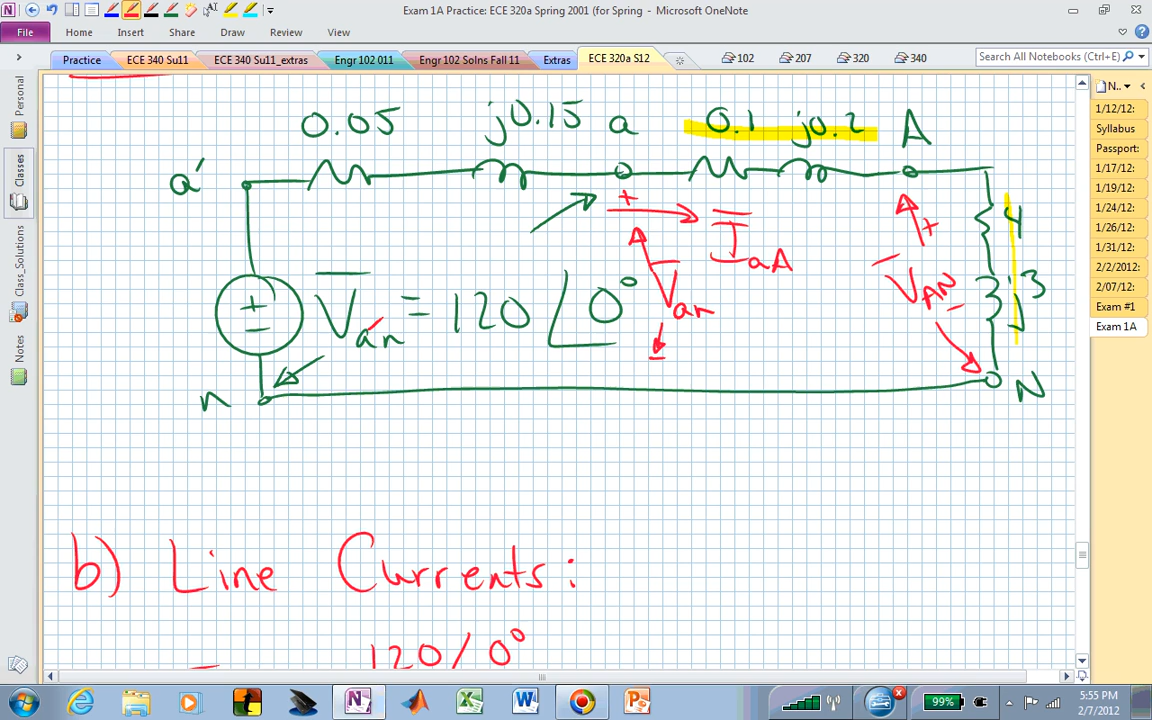 Exam 1A Practice: ECE 320a Spring 2001 (for Spring - Microsoft OneNote
File Home Insert Share Draw Review View
Practice ECE 340 Su11 ECE 340 Su11_extras Engr 102 011 Engr 102 Solns Fall 11 Extras ECE 320a S12 102 207 320 340 Search All Notebooks (Ctrl+E)
N..
Personal
Classes
Class_Solutions
Notes
1/12/12:
Syllabus
Passport:
1/17/12:
1/19/12:
1/24/12:
1/26/12:
1/31/12:
2/2/2012:
2/07/12:
Exam #1
Exam 1A
0.05 j0.15 a 0.1 j0.2 A
a'
+ I aA + 4
+ − V a'n = 120 ∠0° V an V AN j3
−
n N
b) Line Currents:
120/0°
99%
5:55 PM
2/7/2012